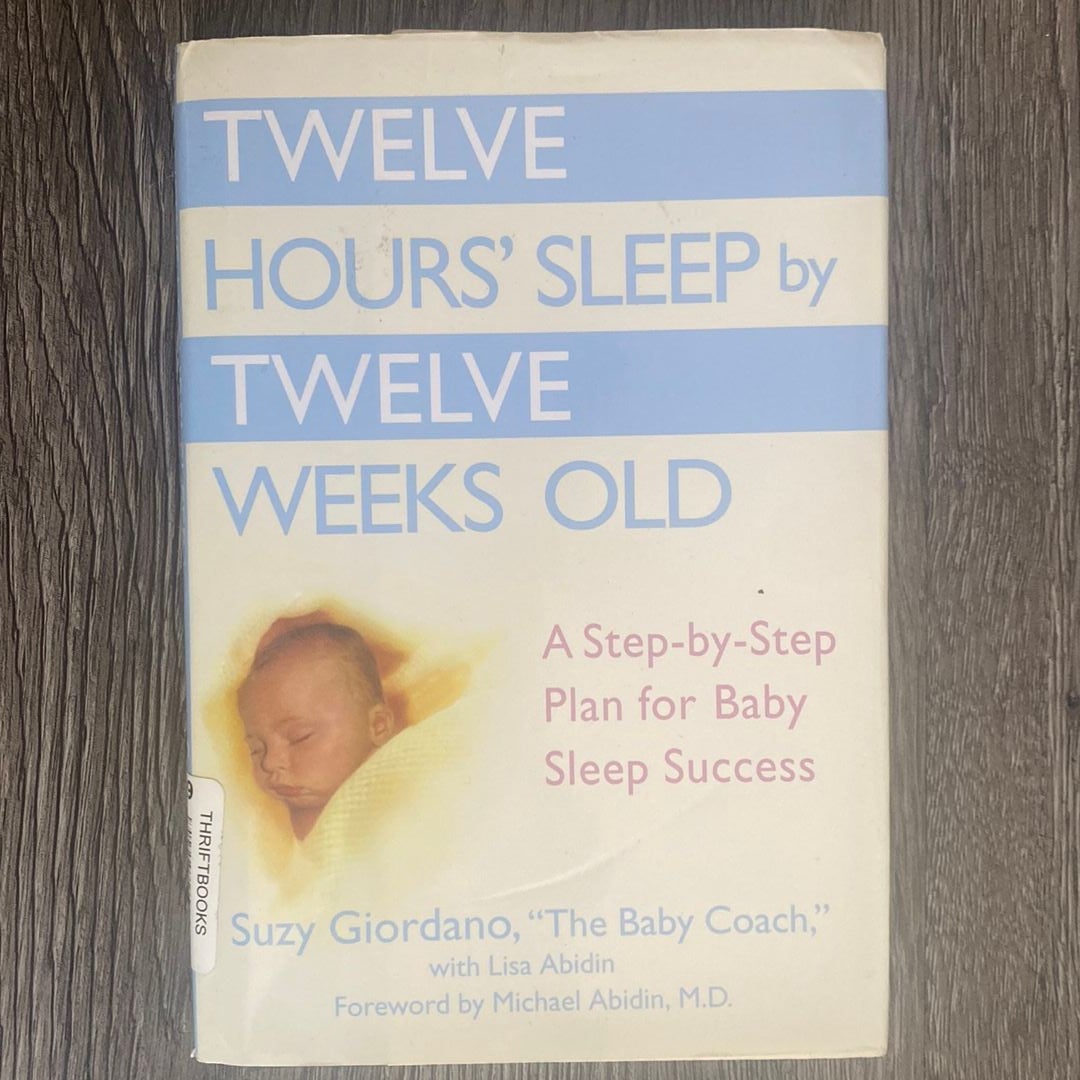 TWELVE
HOURS' SLEEP by
TWELVE
WEEKS OLD
A Step-by-Step
Plan for Baby
Sleep Success
THRIFTBOOKS
Suzy Giordano, “The Baby Coach,”
with Lisa Abidin
Foreword by Michael Abidin, M.D.